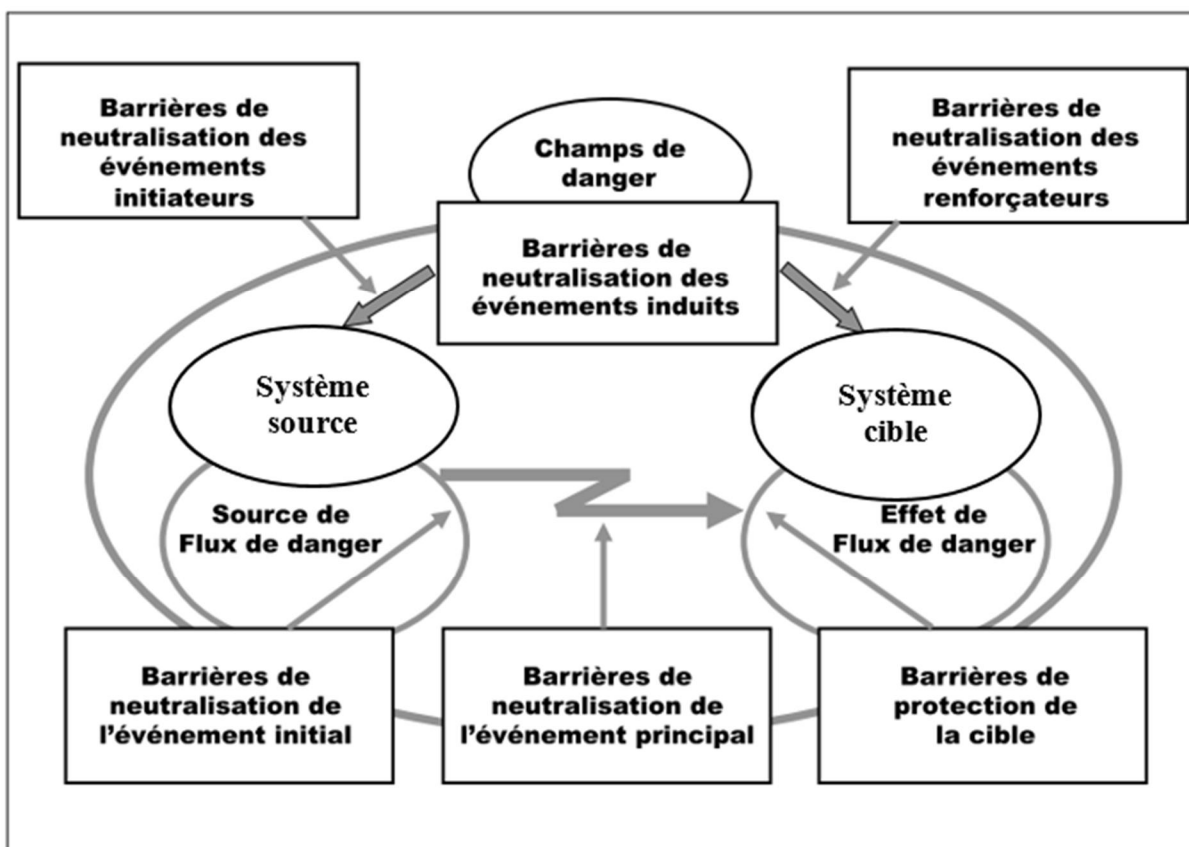 Barrières de
neutralisation des
événements
initiateurs
Champs de
danger
Barrières de
neutralisation des
événements
renforçateurs
Barrières de
neutralisation des
événements induits
Système
source
Système
cible
Source de
Flux de danger
Effet de
Flux de danger
Barrières de
neutralisation de
l'événement initial
Barrières de
neutralisation de
l'événement principal
Barrières de
protection de
la cible